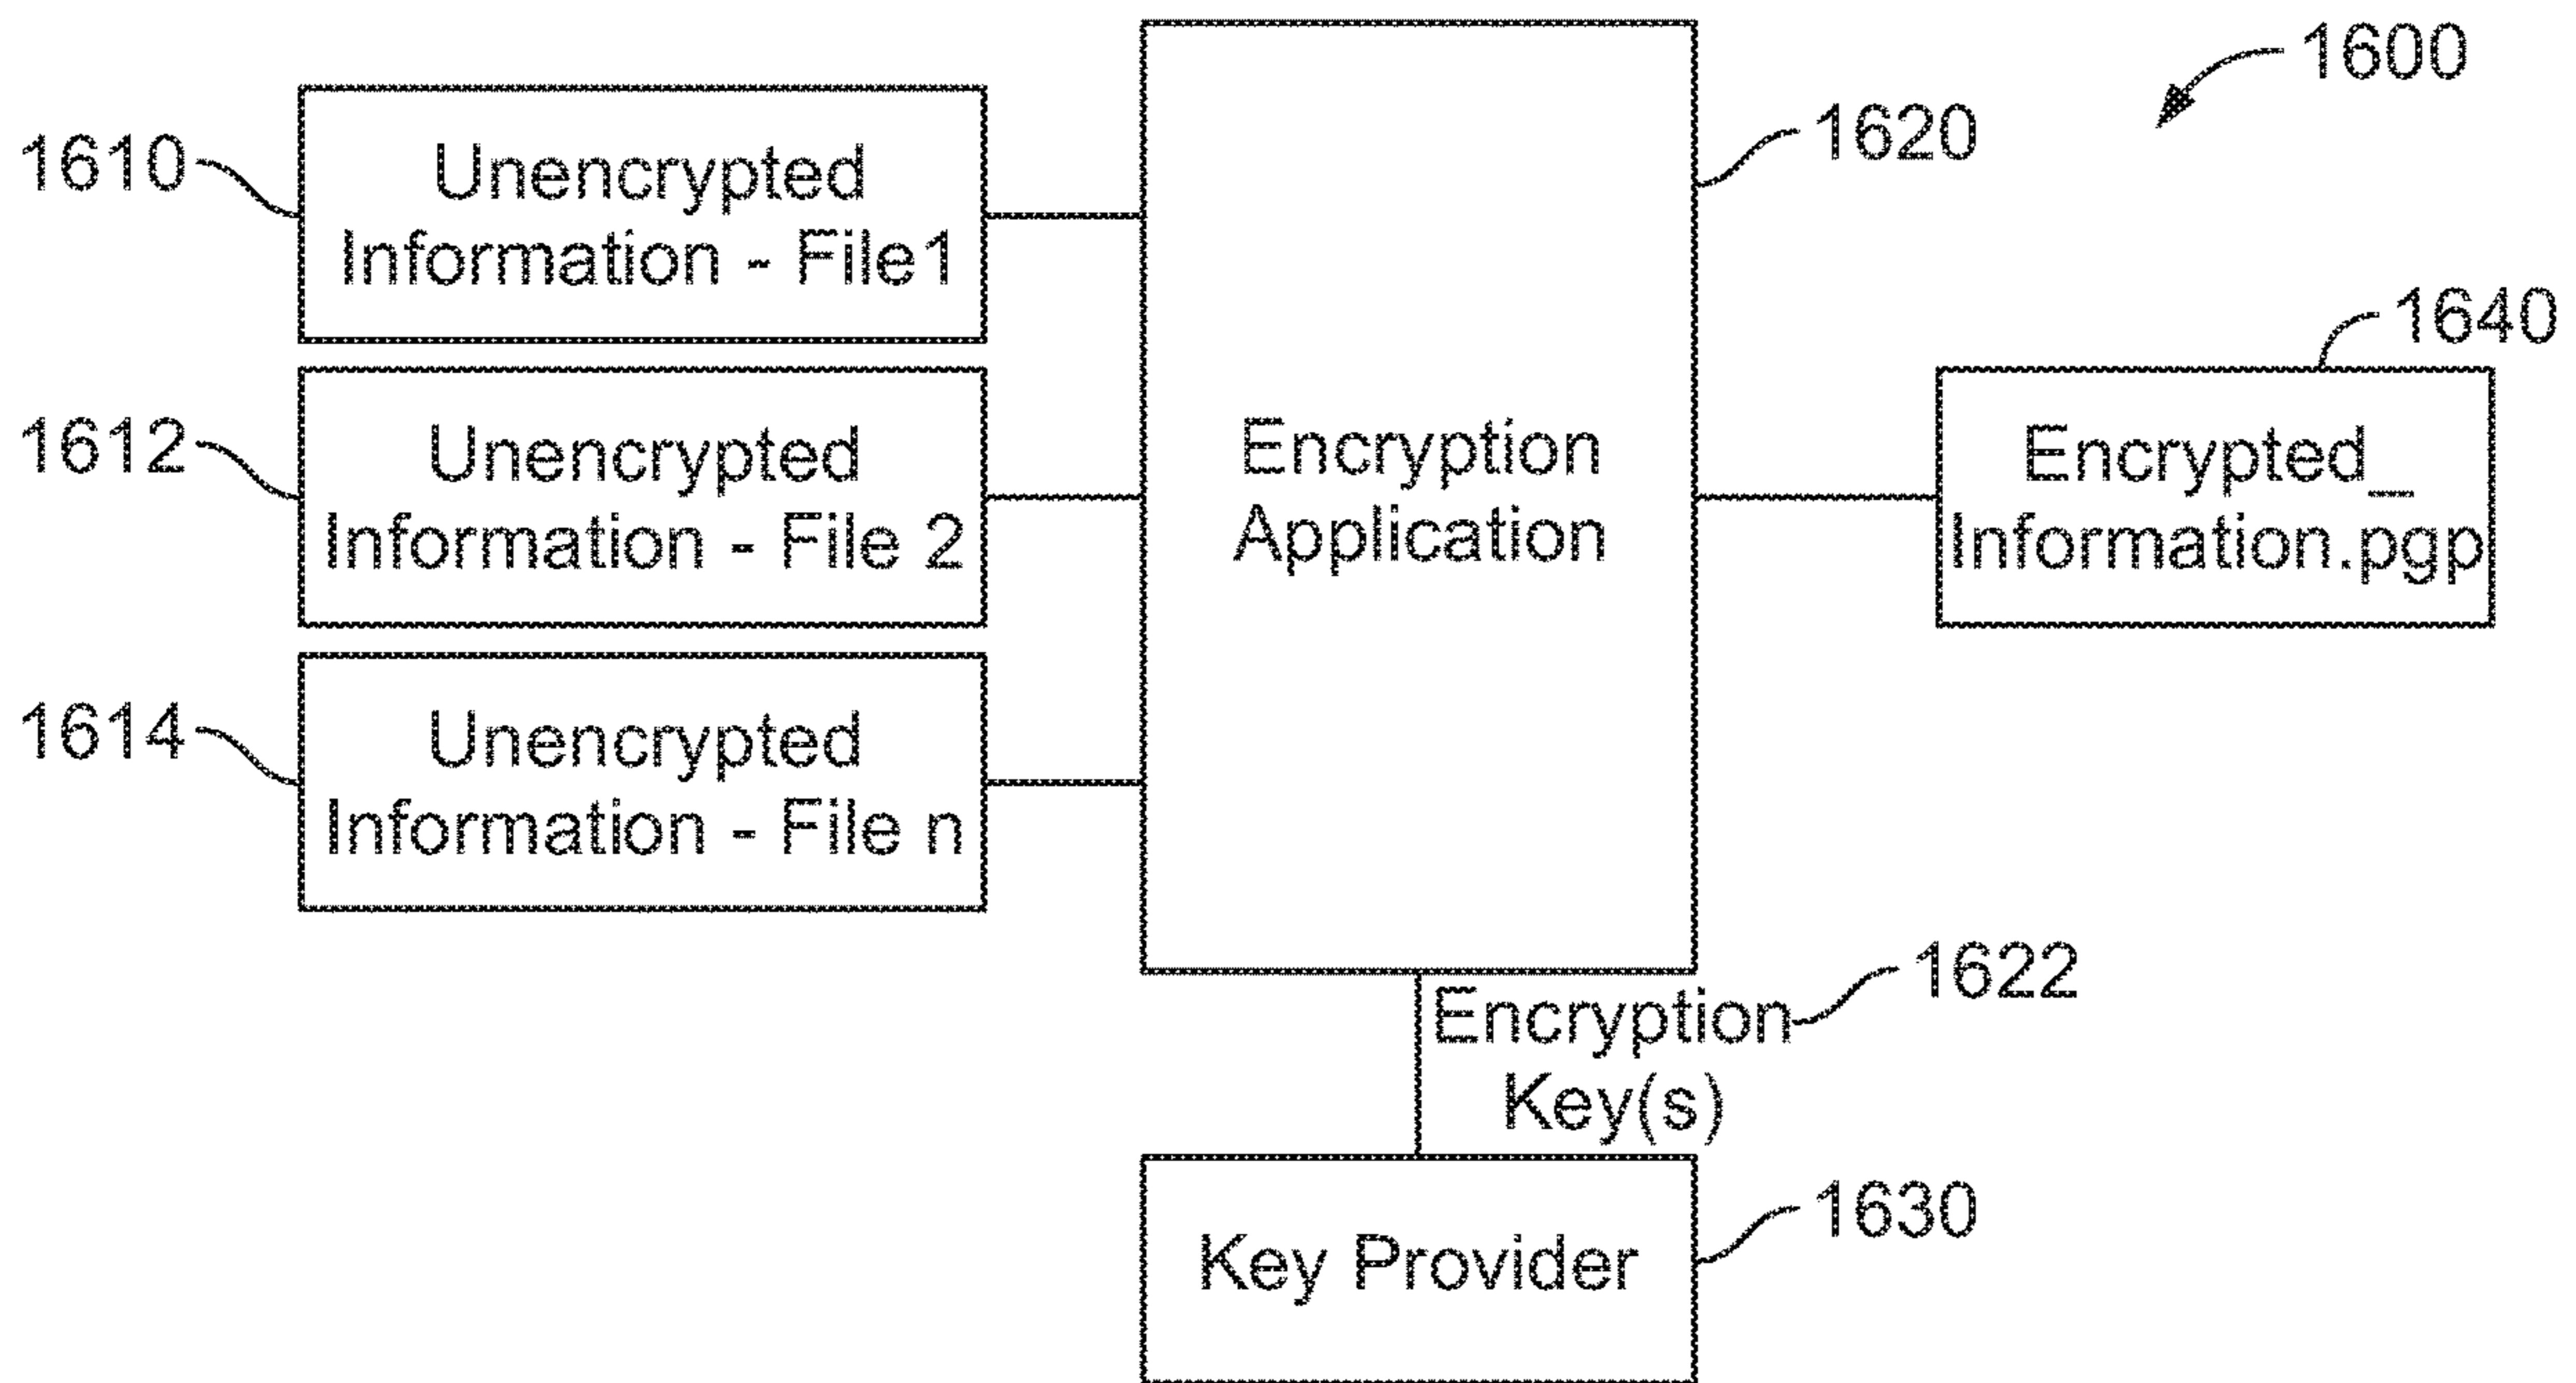 1600
1620
1610
Unencrypted
Information - File1
1640
1612
Unencrypted
Information - File 2
Encryption
Application
Encrypted_
Information.pgp
1614
Unencrypted
Information - File n
1622
Encryption
Key(s)
1630
Key Provider